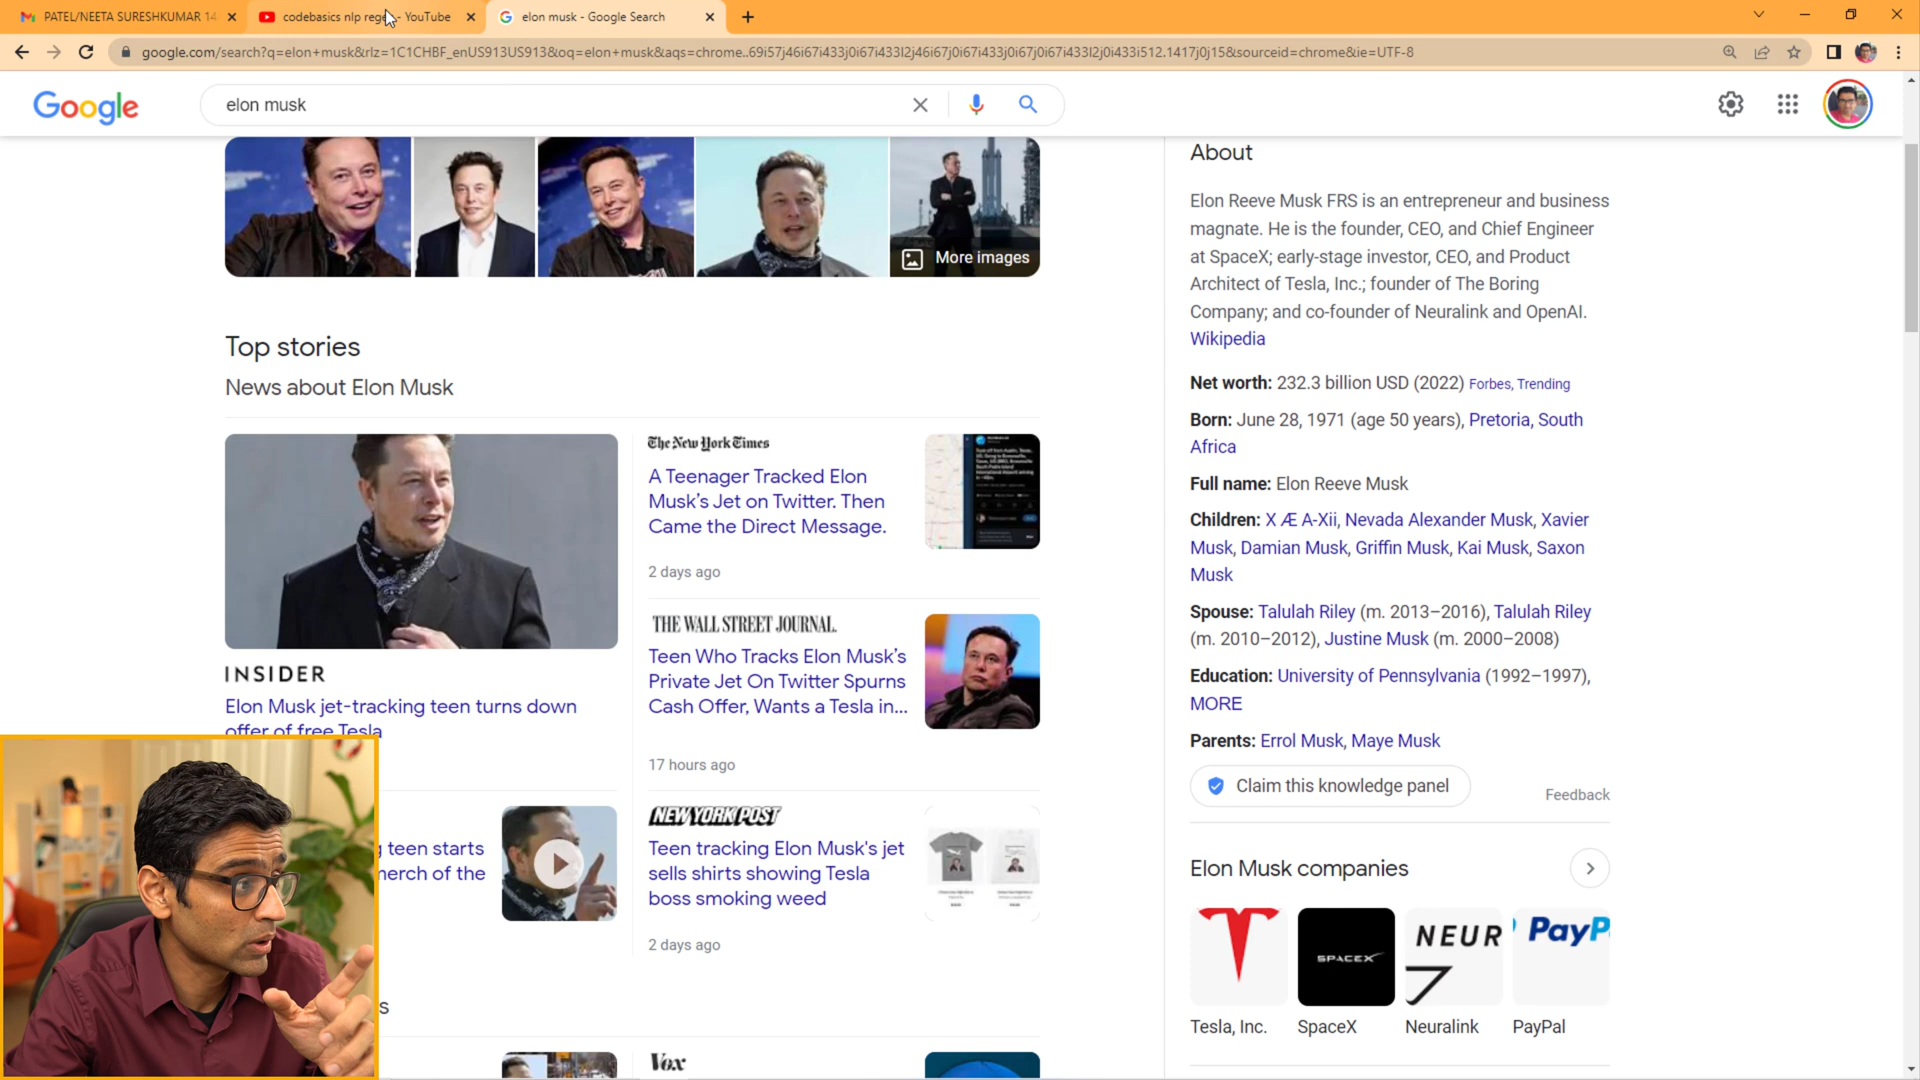 PATEL/NEETA SURESHKUMAR 14
codebasics nlp rege - YouTube
elon musk - Google Search
google.com/search?q=elon+musk&rlz=1C1CHBF_enUS913US913&oq=elon+musk&aqs=chrome..69i57j46i67i433j0i67i433l2j46i67j0i67i433j0i67j0i67i433l2j0i433i512.1417j0j15&sourceid=chrome&ie=UTF-8
Google
elon musk
More images
Top stories
News about Elon Musk
INSIDER
Elon Musk jet-tracking teen turns down
offer of free Tesla
teen starts
merch of the
s
The New York Times
A Teenager Tracked Elon
Musk's Jet on Twitter. Then
Came the Direct Message.
2 days ago
THE WALL STREET JOURNAL.
Teen Who Tracks Elon Musk's
Private Jet On Twitter Spurns
Cash Offer, Wants a Tesla in...
17 hours ago
NEW YORK POST
Teen tracking Elon Musk's jet
sells shirts showing Tesla
boss smoking weed
2 days ago
Vox
About
Elon Reeve Musk FRS is an entrepreneur and business
magnate. He is the founder, CEO, and Chief Engineer
at SpaceX; early-stage investor, CEO, and Product
Architect of Tesla, Inc.; founder of The Boring
Company; and co-founder of Neuralink and OpenAI.
Wikipedia
Net worth: 232.3 billion USD (2022) Forbes, Trending
Born: June 28, 1971 (age 50 years), Pretoria, South
Africa
Full name: Elon Reeve Musk
Children: X Æ A-Xii, Nevada Alexander Musk, Xavier
Musk, Damian Musk, Griffin Musk, Kai Musk, Saxon
Musk
Spouse: Talulah Riley (m. 2013–2016), Talulah Riley
(m. 2010–2012), Justine Musk (m. 2000–2008)
Education: University of Pennsylvania (1992–1997),
MORE
Parents: Errol Musk, Maye Musk
Claim this knowledge panel
Feedback
Elon Musk companies
SPACEX
NEUR
PayP
Tesla, Inc.
SpaceX
Neuralink
PayPal